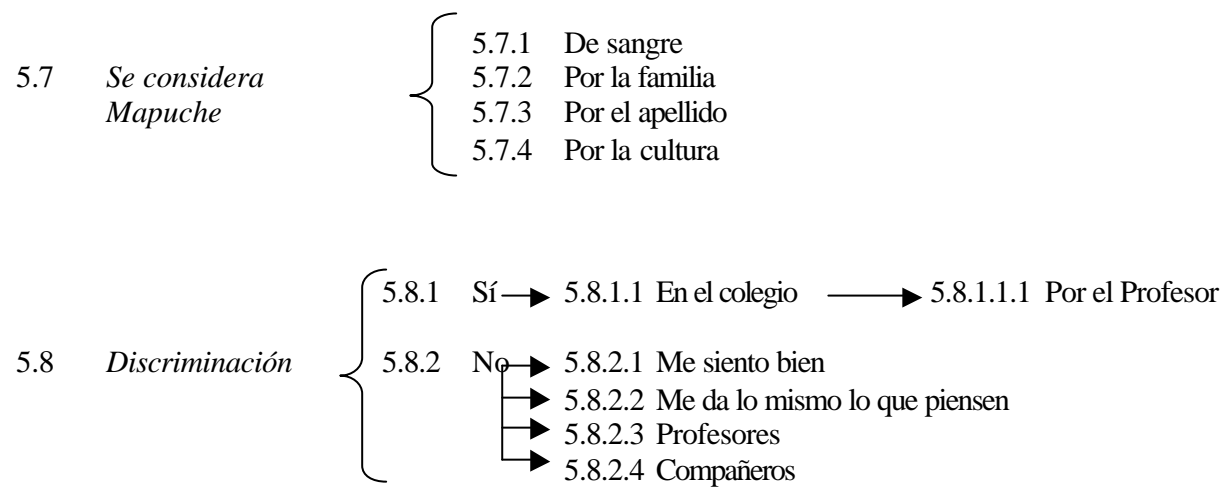 5.7.1 De sangre
5.7 Se considera 5.7.2 Por la familia
Mapuche 5.7.3 Por el apellido
5.7.4 Por la cultura
5.8.1 Sí 5.8.1.1 En el colegio 5.8.1.1.1 Por el Profesor
5.8 Discriminación 5.8.2 No 5.8.2.1 Me siento bien
5.8.2.2 Me da lo mismo lo que piensen
5.8.2.3 Profesores
5.8.2.4 Compañeros